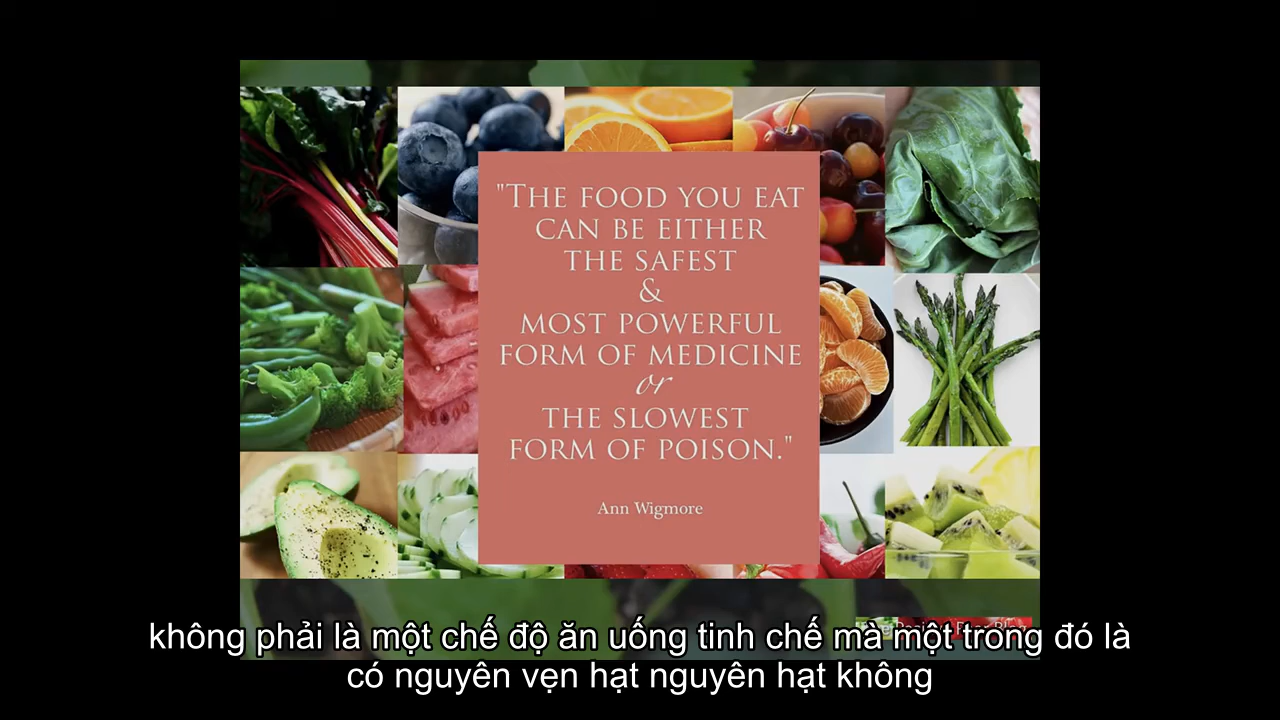 "The food you eat
can be either
the safest
&
most powerful
form of medicine
or
the slowest
form of poison."
Ann Wigmore
không phải là một chế độ ăn uống tinh chế mà một trong đó là
có nguyên vẹn hạt nguyên hạt không